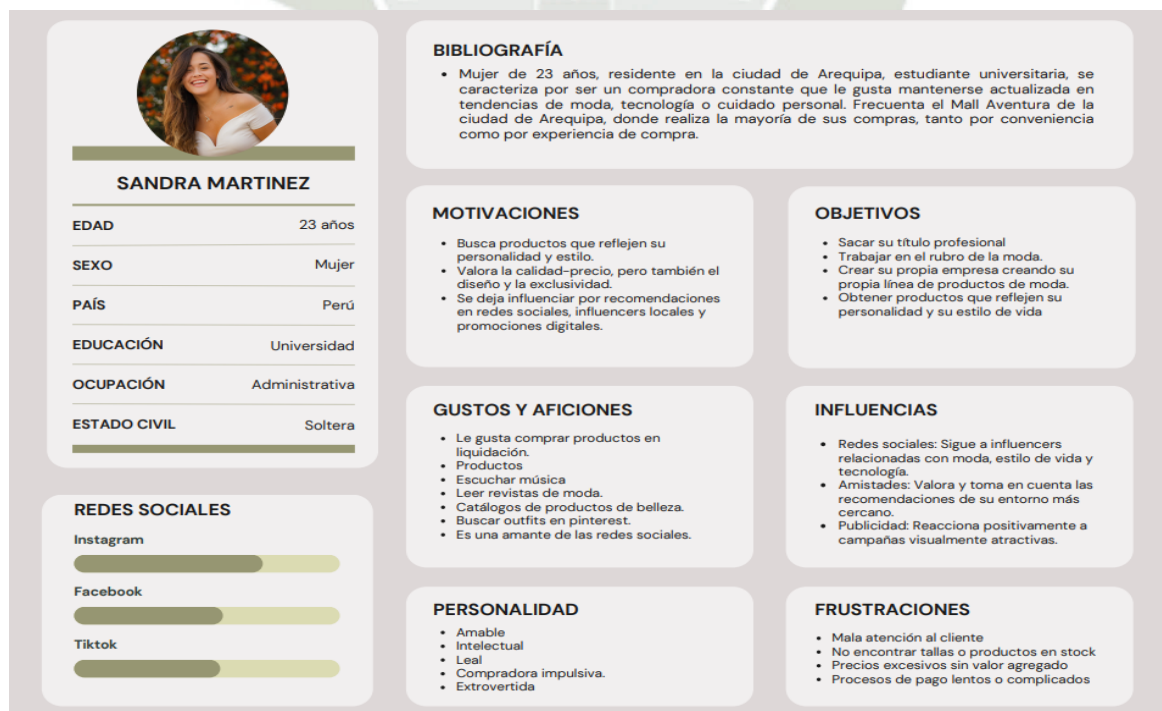 SANDRA MARTINEZ
EDAD 23 años
SEXO Mujer
PAÍS Perú
EDUCACIÓN Universidad
OCUPACIÓN Administrativa
ESTADO CIVIL Soltera
REDES SOCIALES
Instagram
Facebook
Tiktok
BIBLIOGRAFÍA
• Mujer de 23 años, residente en la ciudad de Arequipa, estudiante universitaria, se
caracteriza por ser un compradora constante que le gusta mantenerse actualizada en
tendencias de moda, tecnología o cuidado personal. Frecuenta el Mall Aventura de la
ciudad de Arequipa, donde realiza la mayoría de sus compras, tanto por conveniencia
como por experiencia de compra.
MOTIVACIONES
• Busca productos que reflejen su
personalidad y estilo.
• Valora la calidad-precio, pero también el
diseño y la exclusividad.
• Se deja influenciar por recomendaciones
en redes sociales, influencers locales y
promociones digitales.
OBJETIVOS
• Sacar su título profesional
• Trabajar en el rubro de la moda.
• Crear su propia empresa creando su
propia línea de productos de moda.
• Obtener productos que reflejen su
personalidad y su estilo de vida
GUSTOS Y AFICIONES
• Le gusta comprar productos en
liquidación.
• Productos
• Escuchar música
• Leer revistas de moda.
• Catálogos de productos de belleza.
• Buscar outfits en pinterest.
• Es una amante de las redes sociales.
INFLUENCIAS
• Redes sociales: Sigue a influencers
relacionadas con moda, estilo de vida y
tecnología.
• Amistades: Valora y toma en cuenta las
recomendaciones de su entorno más
cercano.
• Publicidad: Reacciona positivamente a
campañas visualmente atractivas.
PERSONALIDAD
• Amable
• Intelectual
• Leal
• Compradora impulsiva.
• Extrovertida
FRUSTRACIONES
• Mala atención al cliente
• No encontrar tallas o productos en stock
• Precios excesivos sin valor agregado
• Procesos de pago lentos o complicados